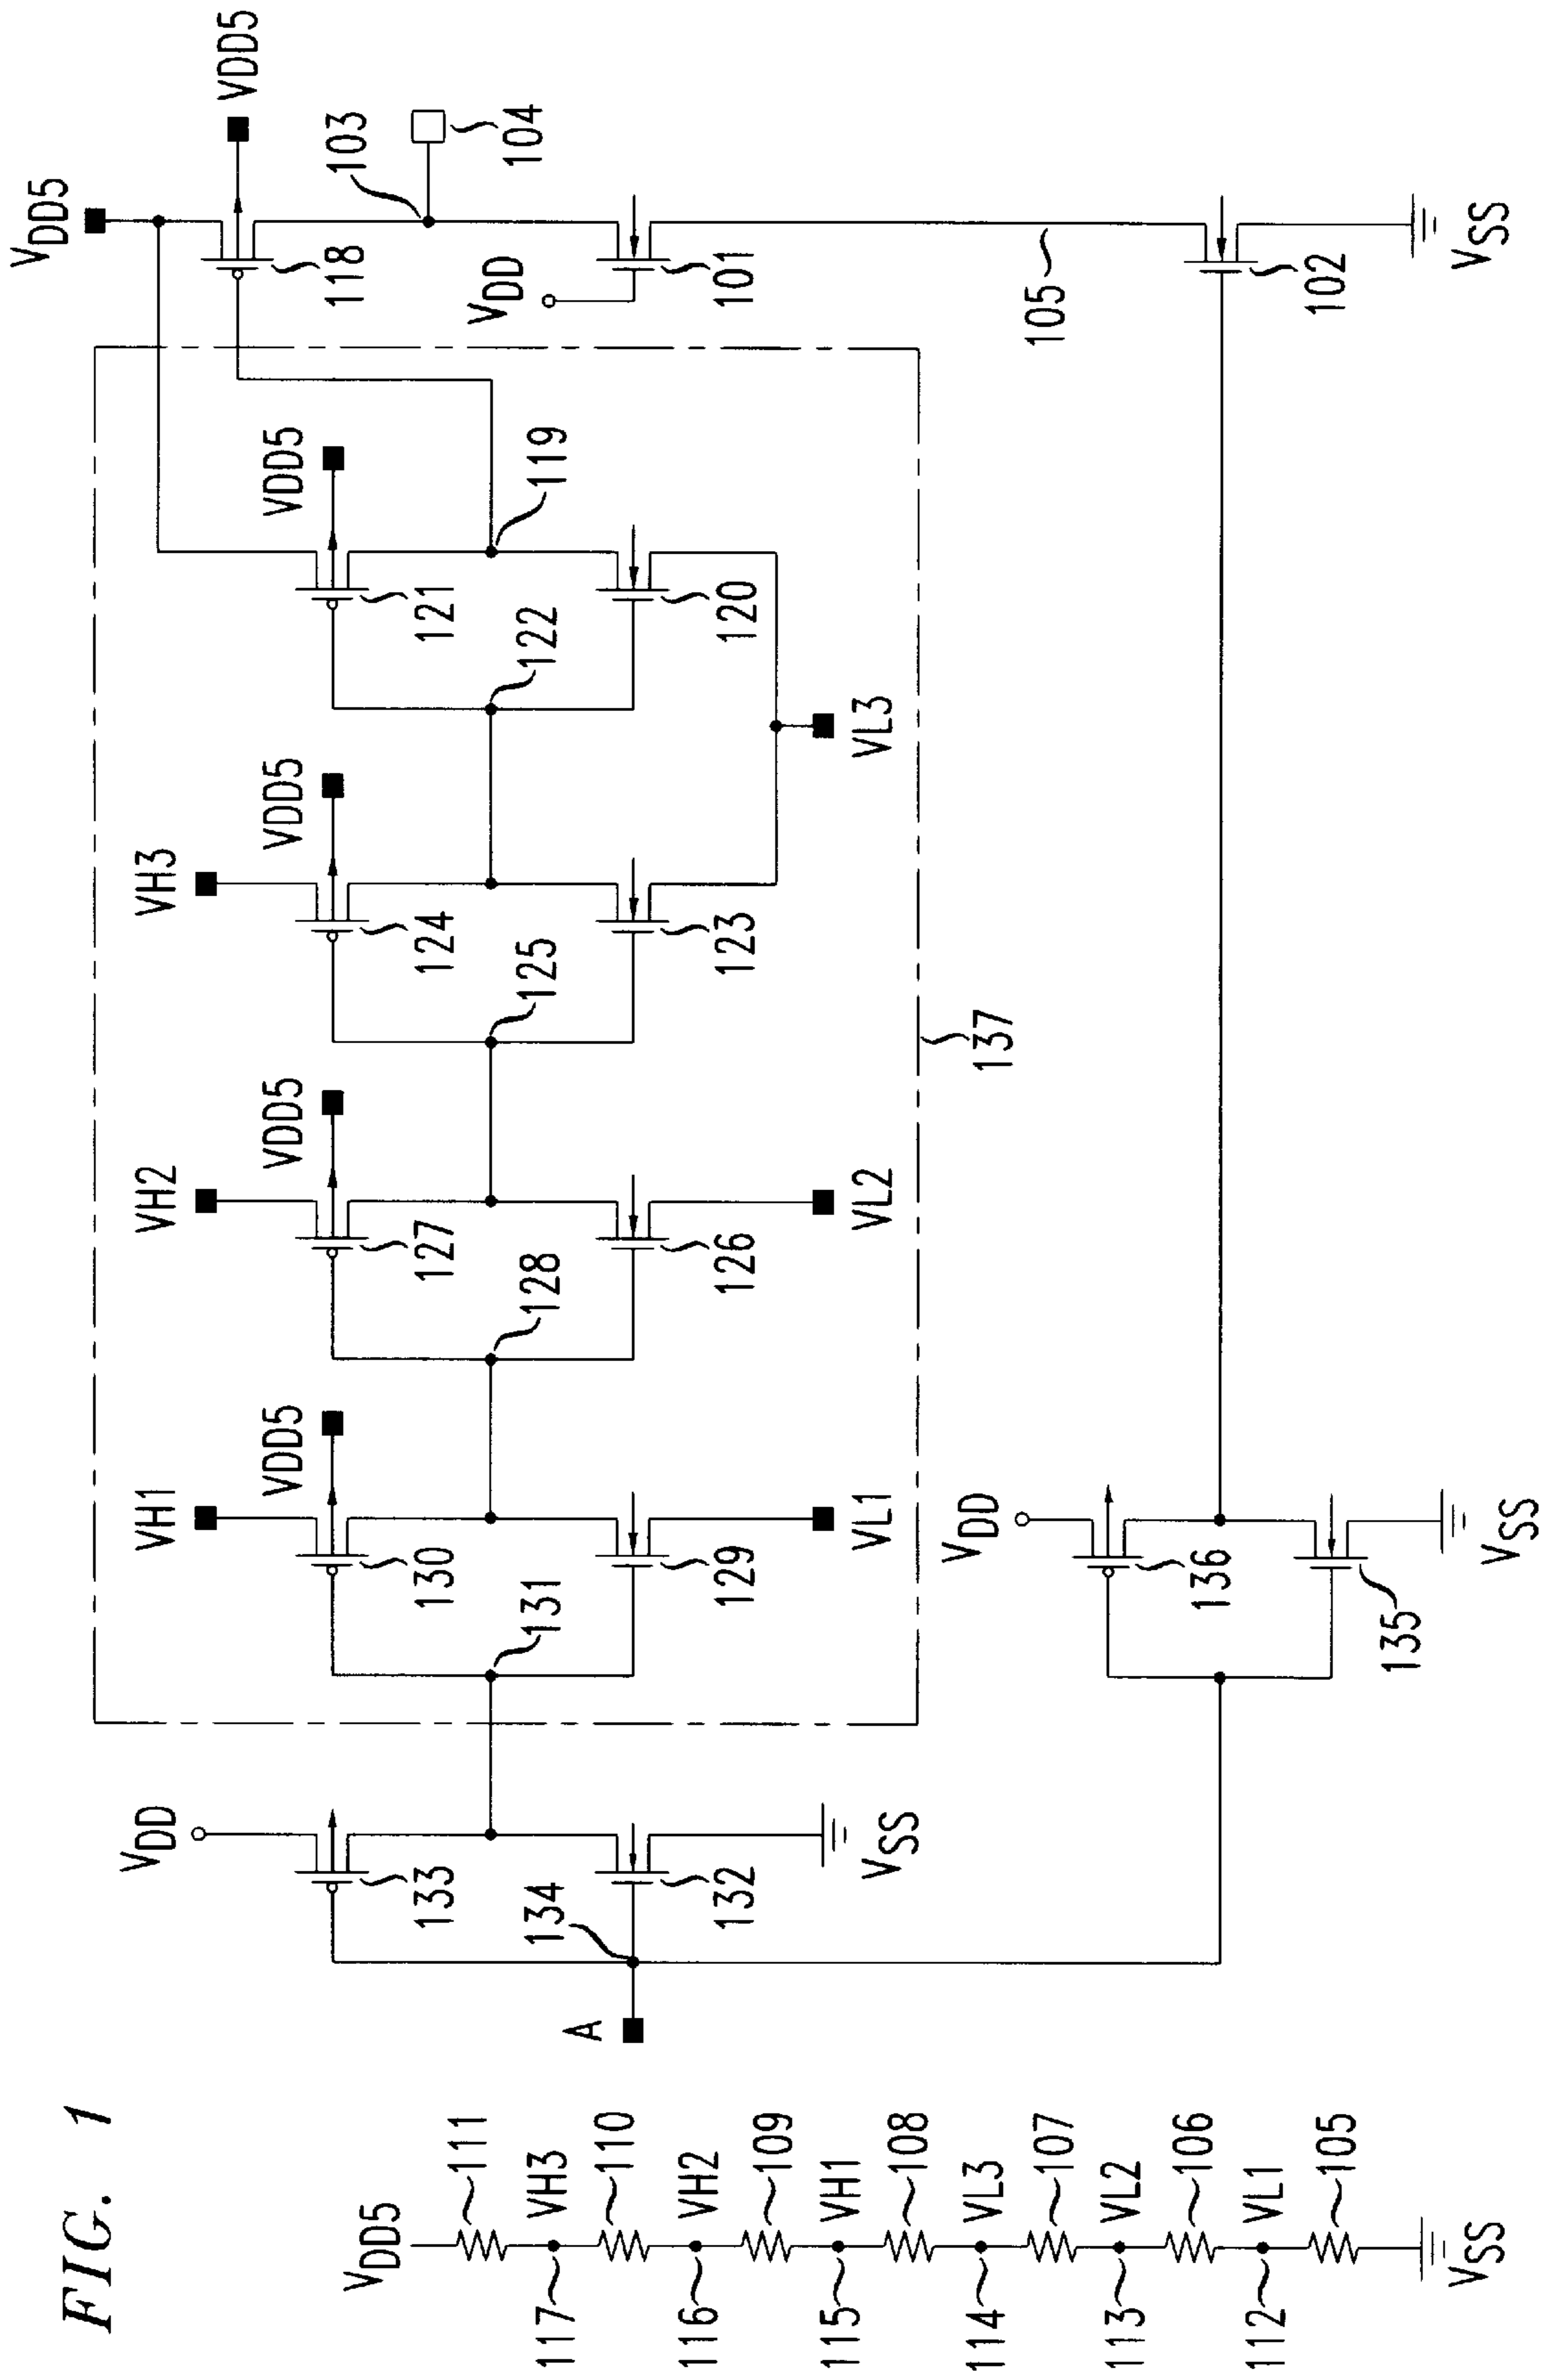 FIG. 1
VDD5
111
VH3
117
110
VH2
116
109
VH1
115
108
VL3
114
107
VL2
113
106
VL1
112
105
VSS
A
134
VDD
133
132
VSS
131
VH1
VDD5
130
129
VL1
128
VH2
VDD5
127
126
VL2
125
VH3
VDD5
124
123
VL3
122
VDD5
121
120
119
137
VDD
136
135
VSS
VDD5
VDD5
118
103
104
VDD
101
105
102
VSS